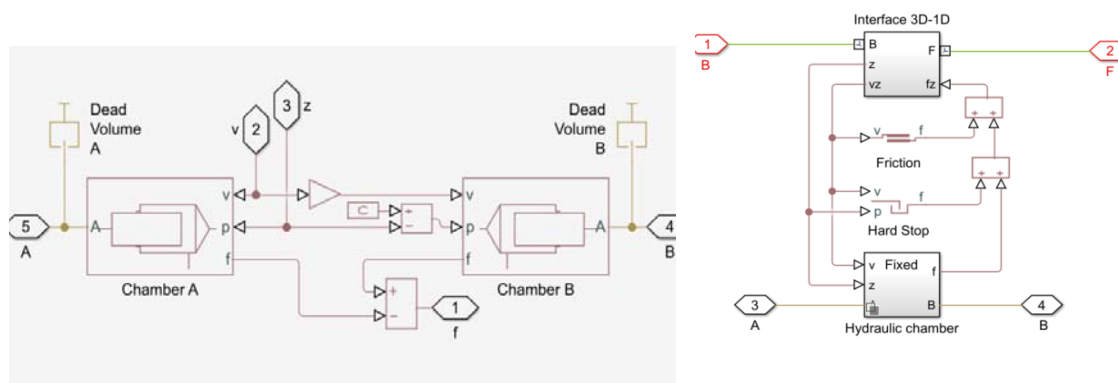 Dead
Volume
A
v
2
3
z
Dead
Volume
B
v
v
5
A
A
p
C
+
-
p
A
4
B
f
f
Chamber A
Chamber B
+
-
1
f
Interface 3D-1D
1
B
B
z
vz
F
fz
2
F
+
+
v
f
Friction
+
+
v
p
f
Hard Stop
v
z
Fixed
f
3
A
A
B
4
B
Hydraulic chamber